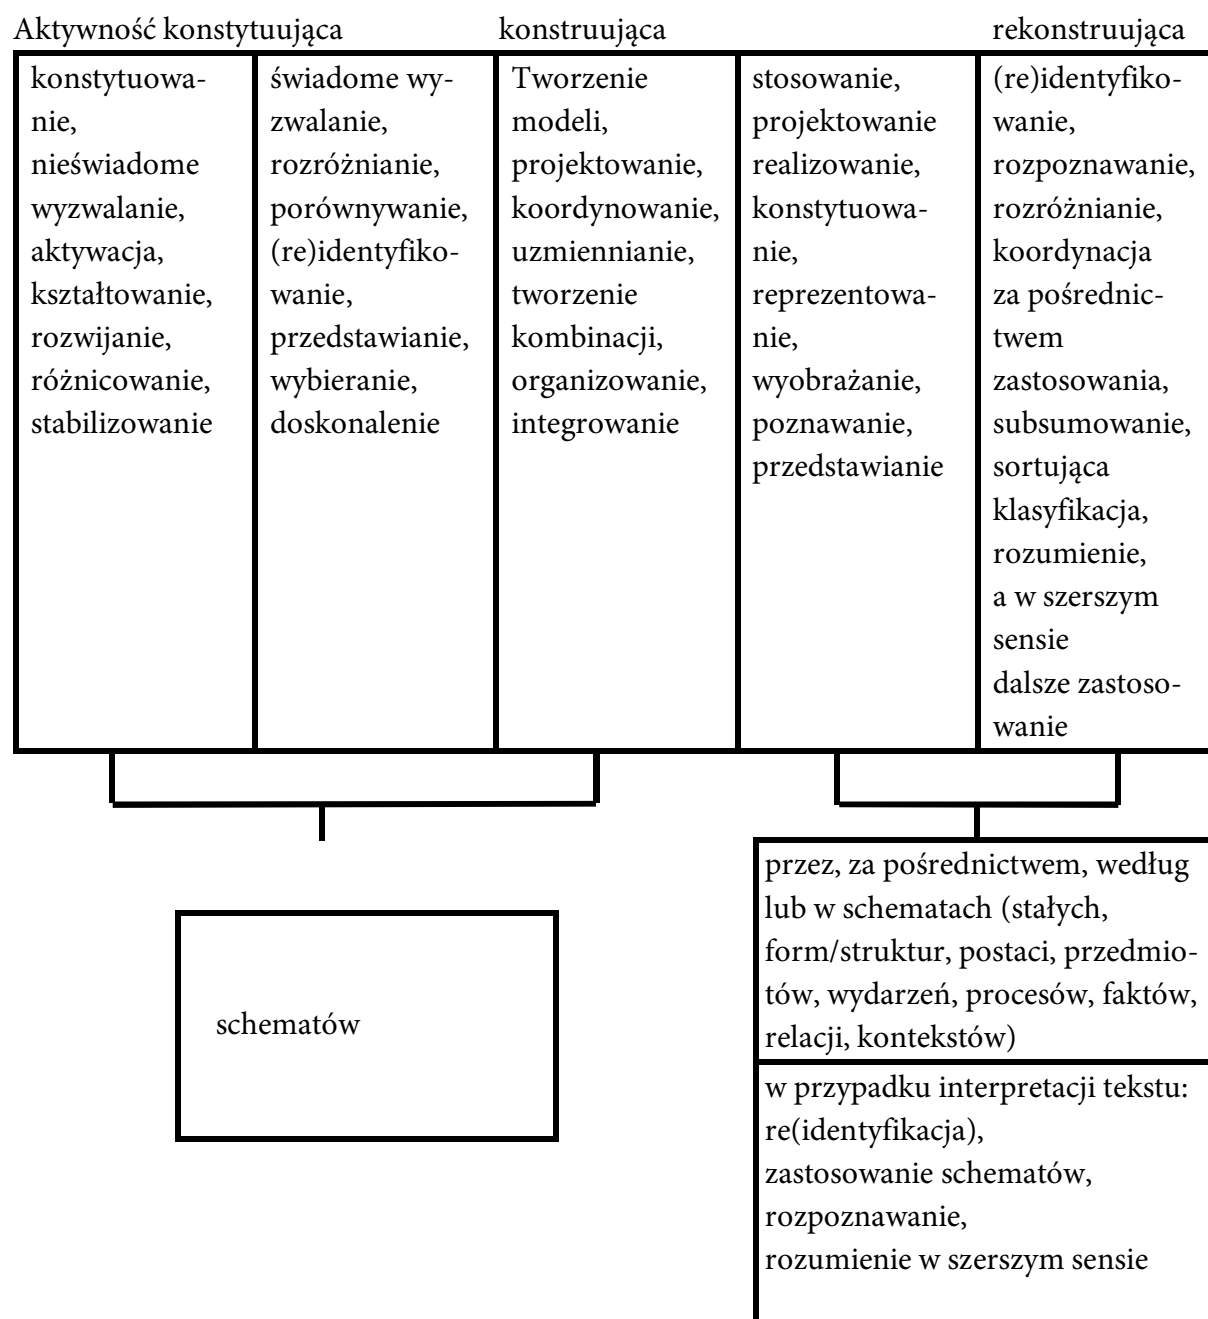 Aktywność konstytuująca
konstruująca
rekonstruująca
konstytuowa-
nie,
nieświadome
wyzwalanie,
aktywacja,
kształtowanie,
rozwijanie,
różnicowanie,
stabilizowanie
świadome wy-
zwalanie,
rozróżnianie,
porównywanie,
(re)identyfiko-
wanie,
przedstawianie,
wybieranie,
doskonalenie
Tworzenie
modeli,
projektowanie,
koordynowanie,
uzmiennianie,
tworzenie
kombinacji,
organizowanie,
integrowanie
stosowanie,
projektowanie
realizowanie,
konstytuowa-
nie,
reprezentowa-
nie,
wyobrażanie,
poznawanie,
przedstawianie
(re)identyfiko-
wanie,
rozpoznawanie,
rozróżnianie,
koordynacja
za pośrednic-
twem
zastosowania,
subsumowanie,
sortująca
klasyfikacja,
rozumienie,
a w szerszym
sensie
dalsze zastoso-
wanie
schematów
przez, za pośrednictwem, według
lub w schematach (stałych,
form/struktur, postaci, przedmio-
tów, wydarzeń, procesów, faktów,
relacji, kontekstów)
w przypadku interpretacji tekstu:
re(identyfikacja),
zastosowanie schematów,
rozpoznawanie,
rozumienie w szerszym sensie